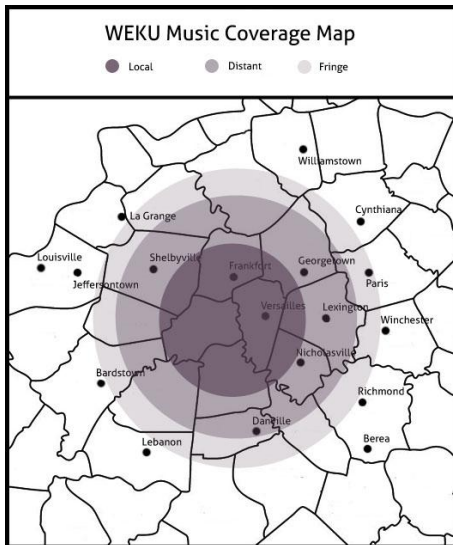 WEKU Music Coverage Map
Local Distant Fringe
Williamstown
Cynthiana
La Grange
Louisville
Shelbyville
Frankfort
Georgetown
Jeffersontown
Paris
Versailles
Lexington
Winchester
Nicholasville
Bardstown
Richmond
Danville
Lebanon
Berea